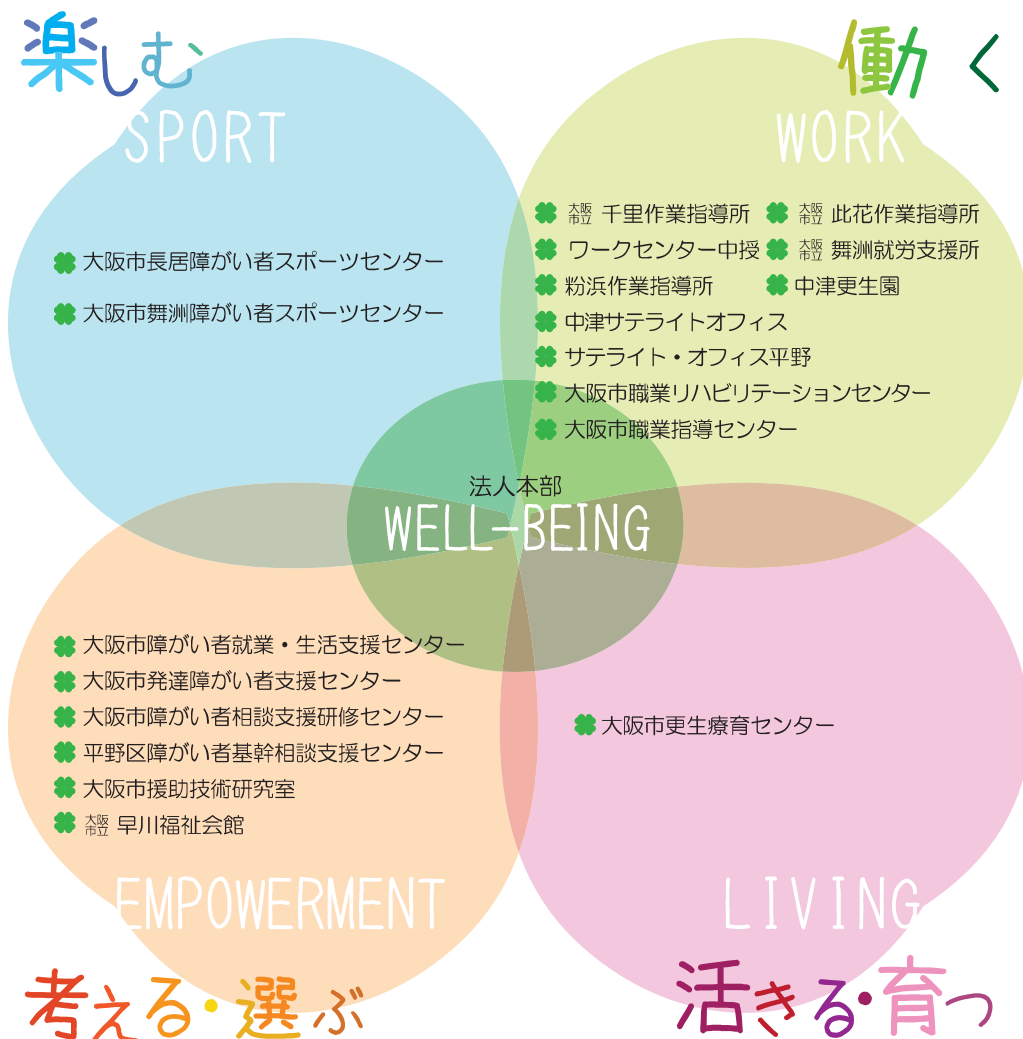 楽しむ
SPORT
大阪市長居障がい者スポーツセンター
大阪市舞洲障がい者スポーツセンター
働く
WORK
大阪市立 千里作業指導所
大阪市立 此花作業指導所
ワークセンター中授
大阪市立 舞洲就労支援所
粉浜作業指導所
中津更生園
中津サテライトオフィス
サテライト・オフィス平野
大阪市職業リハビリテーションセンター
大阪市職業指導センター
法人本部
WELL-BEING
大阪市障がい者就業・生活支援センター
大阪市発達障がい者支援センター
大阪市障がい者相談支援研修センター
平野区障がい者基幹相談支援センター
大阪市援助技術研究室
大阪市立 早川福祉会館
EMPOWERMENT
考える・選ぶ
大阪市更生療育センター
LIVING
活きる・育つ